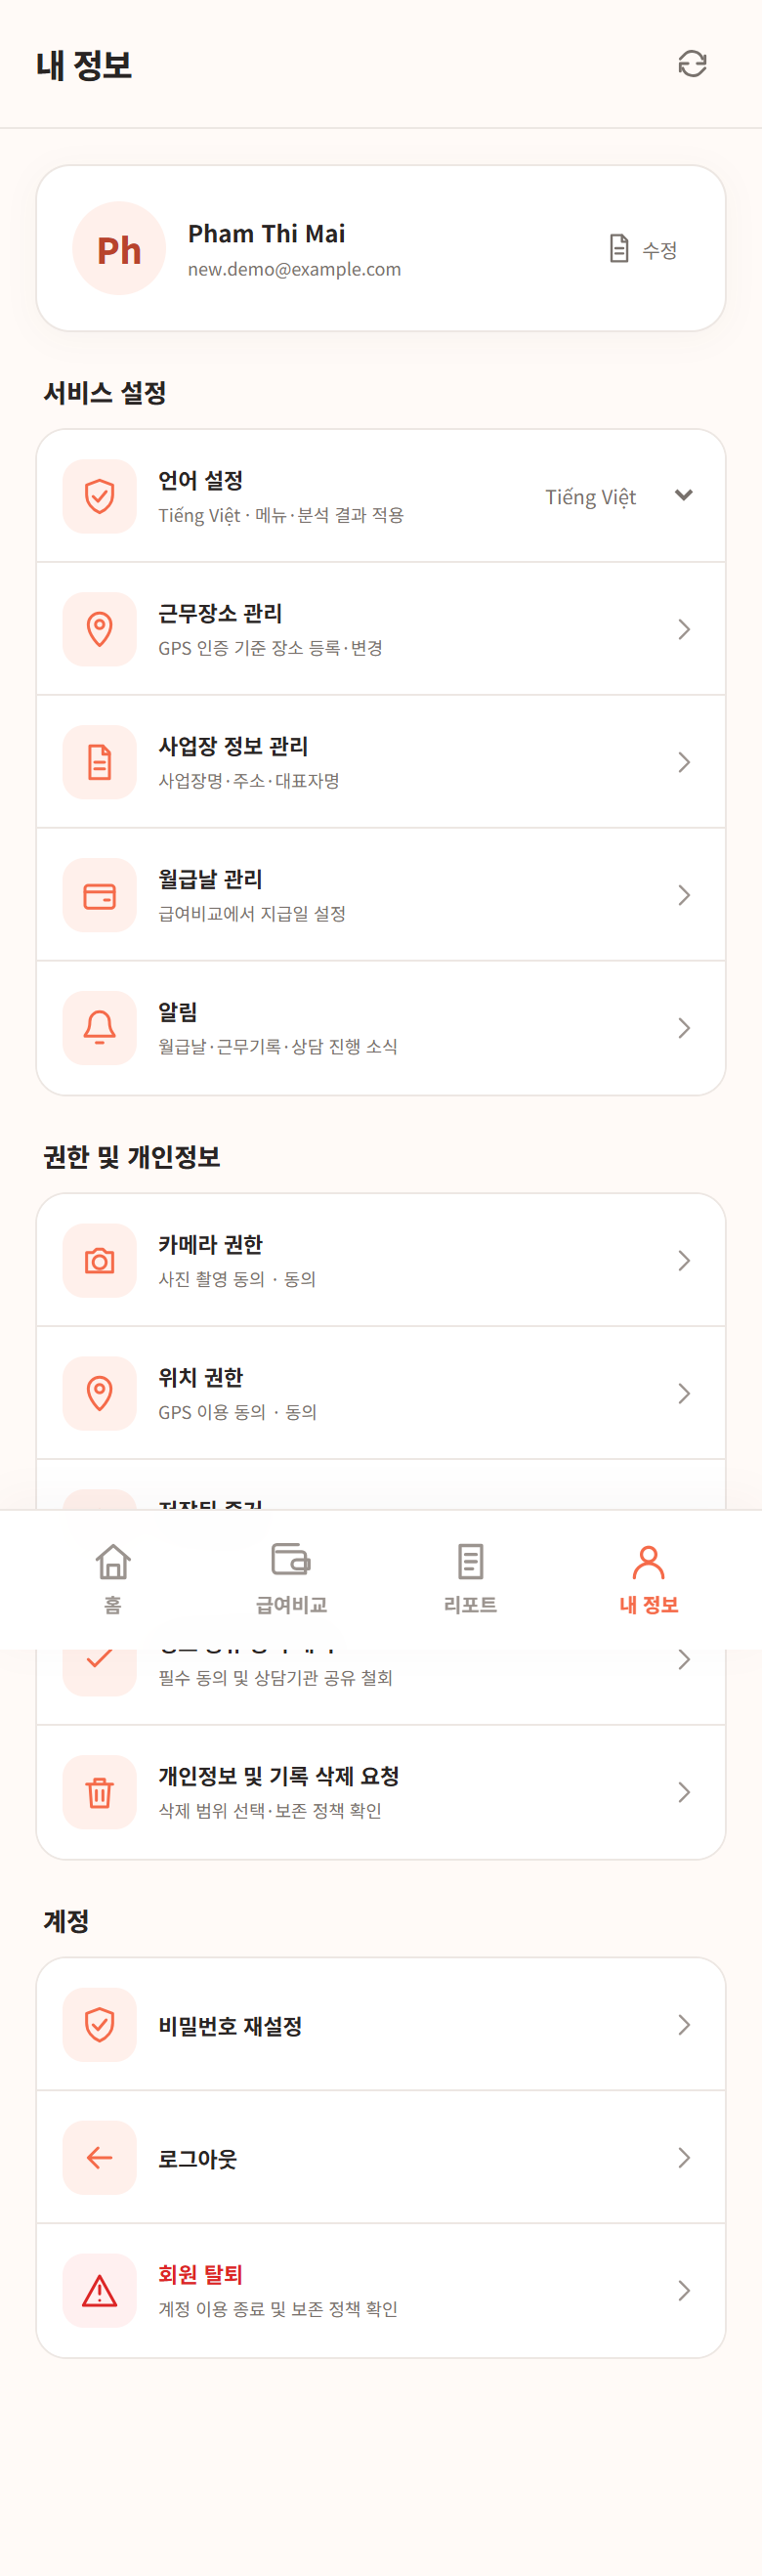 내 정보
Ph
Pham Thi Mai
new.demo@example.com
수정
서비스 설정
언어 설정
Tiếng Việt · 메뉴·분석 결과 적용
Tiếng Việt
근무장소 관리
GPS 인증 기준 장소 등록·변경
사업장 정보 관리
사업장명·주소·대표자명
월급날 관리
급여비교에서 지급일 설정
알림
월급날·근무기록·상담 진행 소식
권한 및 개인정보
카메라 권한
사진 촬영 동의 · 동의
위치 권한
GPS 이용 동의 · 동의
홈
급여비교
리포트
내 정보
필수 동의 및 상담기관 공유 철회
개인정보 및 기록 삭제 요청
삭제 범위 선택·보존 정책 확인
계정
비밀번호 재설정
로그아웃
회원 탈퇴
계정 이용 종료 및 보존 정책 확인